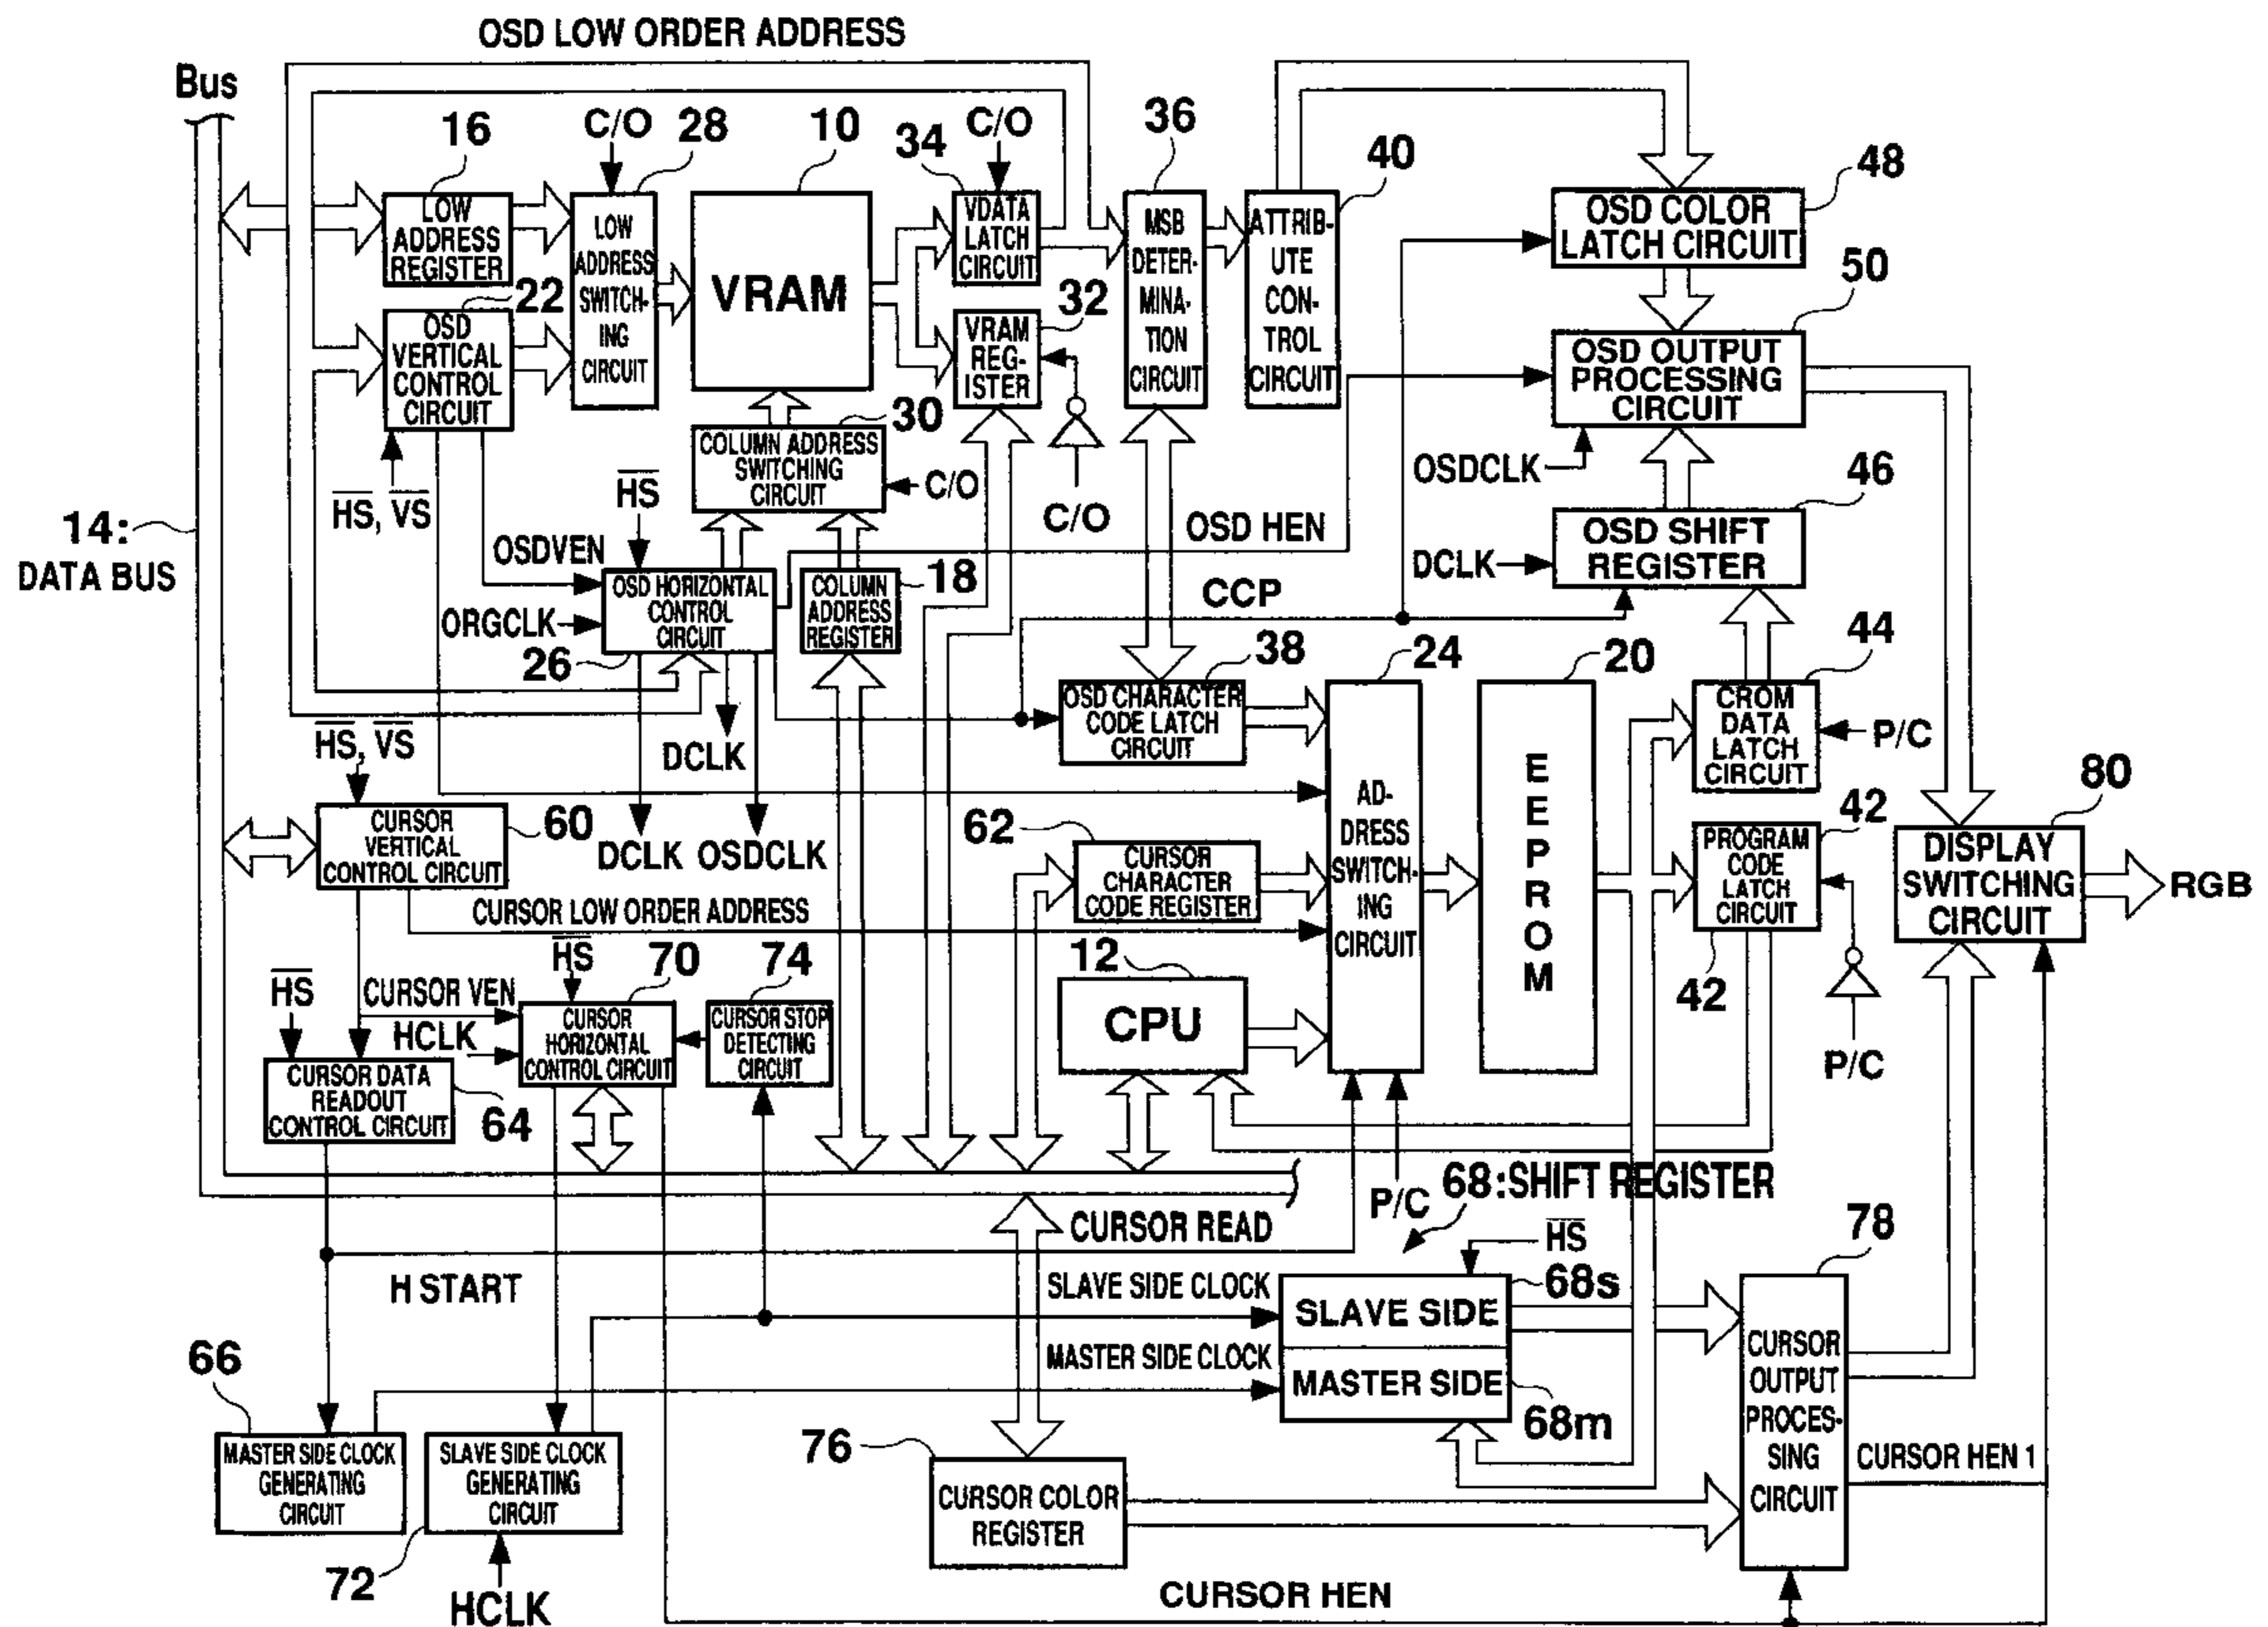 OSD LOW ORDER ADDRESS
Bus
16
C/O
28
10
34
C/O
36
40
48
LOW
ADDRESS
REGISTER
LOW
ADDRESS
SWITCH-
ING
CIRCUIT
VRAM
VDATA
LATCH
CIRCUIT
MSB
DETER-
MINA-
TION
CIRCUIT
ATTRIB-
UTE
CON-
TROL
CIRCUIT
OSD COLOR
LATCH CIRCUIT
50
22
OSD
VERTICAL
CONTROL
CIRCUIT
32
VRAM
REG-
ISTER
OSD OUTPUT
PROCESSING
CIRCUIT
30
COLUMN ADDRESS
SWITCHING
CIRCUIT
C/O
C/O
OSDCLK
46
HS, VS
HS
14:
DATA BUS
OSDVEN
OSD HEN
OSD SHIFT
REGISTER
DCLK
ORGCLK
OSD HORIZONTAL
CONTROL
CIRCUIT
26
COLUMN
ADDRESS
REGISTER
18
CCP
38
24
20
44
OSD CHARACTER
CODE LATCH
CIRCUIT
CROM
DATA
LATCH
CIRCUIT
P/C
HS, VS
DCLK
DCLK
OSDCLK
CURSOR
VERTICAL
CONTROL CIRCUIT
60
62
CURSOR
CHARACTER
CODE REGISTER
AD-
DRESS
SWITCH-
ING
CIRCUIT
E
E
P
R
O
M
42
PROGRAM
CODE
LATCH
CIRCUIT
42
80
DISPLAY
SWITCHING
CIRCUIT
RGB
CURSOR LOW ORDER ADDRESS
HS
HS
70
74
12
CPU
CURSOR VEN
HCLK
CURSOR
HORIZONTAL
CONTROL CIRCUIT
CURSOR STOP
DETECTING
CIRCUIT
P/C
CURSOR DATA
READOUT
CONTROL CIRCUIT
64
P/C
68:SHIFT REGISTER
CURSOR READ
HS
78
H START
SLAVE SIDE CLOCK
68s
SLAVE SIDE
MASTER SIDE CLOCK
MASTER SIDE
68m
CURSOR
OUTPUT
PROCES-
SING
CIRCUIT
66
MASTER SIDE CLOCK
GENERATING
CIRCUIT
SLAVE SIDE CLOCK
GENERATING
CIRCUIT
76
CURSOR COLOR
REGISTER
CURSOR HEN 1
72
HCLK
CURSOR HEN